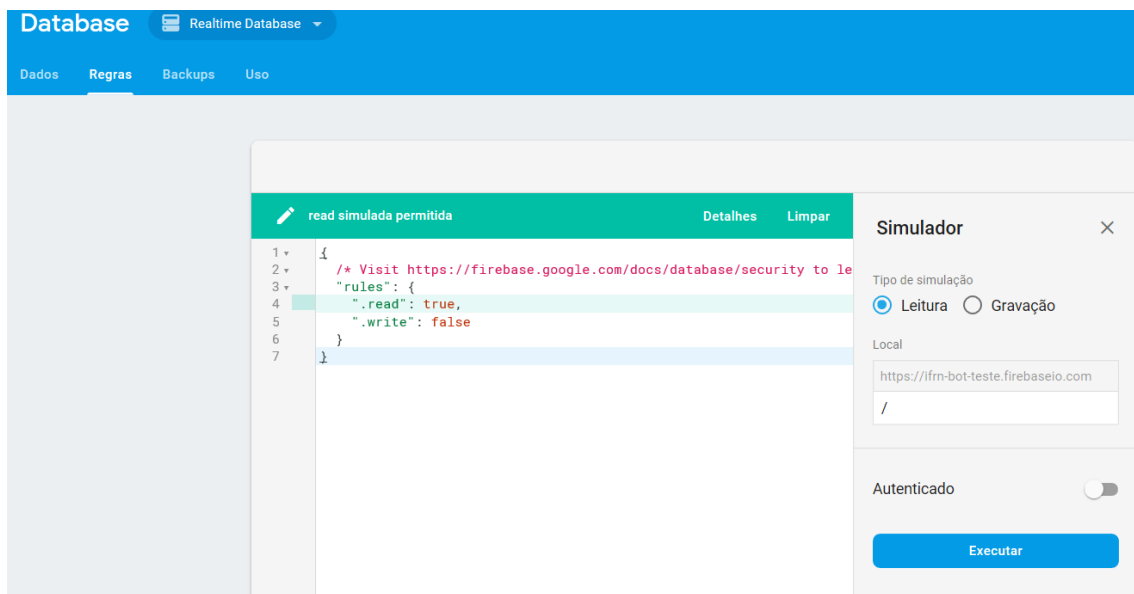 Database Realtime Database
Dados Regras Backups Uso
read simulada permitida Detalhes Limpar
1 {
2 /* Visit https://firebase.google.com/docs/database/security to le
3 "rules": {
4 ".read": true,
5 ".write": false
6 }
7 }
Simulador
Tipo de simulação
Leitura Gravação
Local
https://ifrn-bot-teste.firebaseio.com
/
Autenticado
Executar